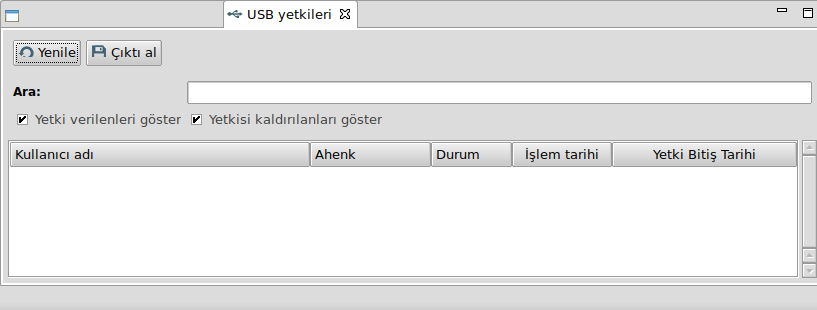 USB yetkileri
Yenile Çıktı al
Ara:
Yetki verilenleri göster Yetkisi kaldırılanları göster
Kullanıcı adı Ahenk Durum İşlem tarihi Yetki Bitiş Tarihi